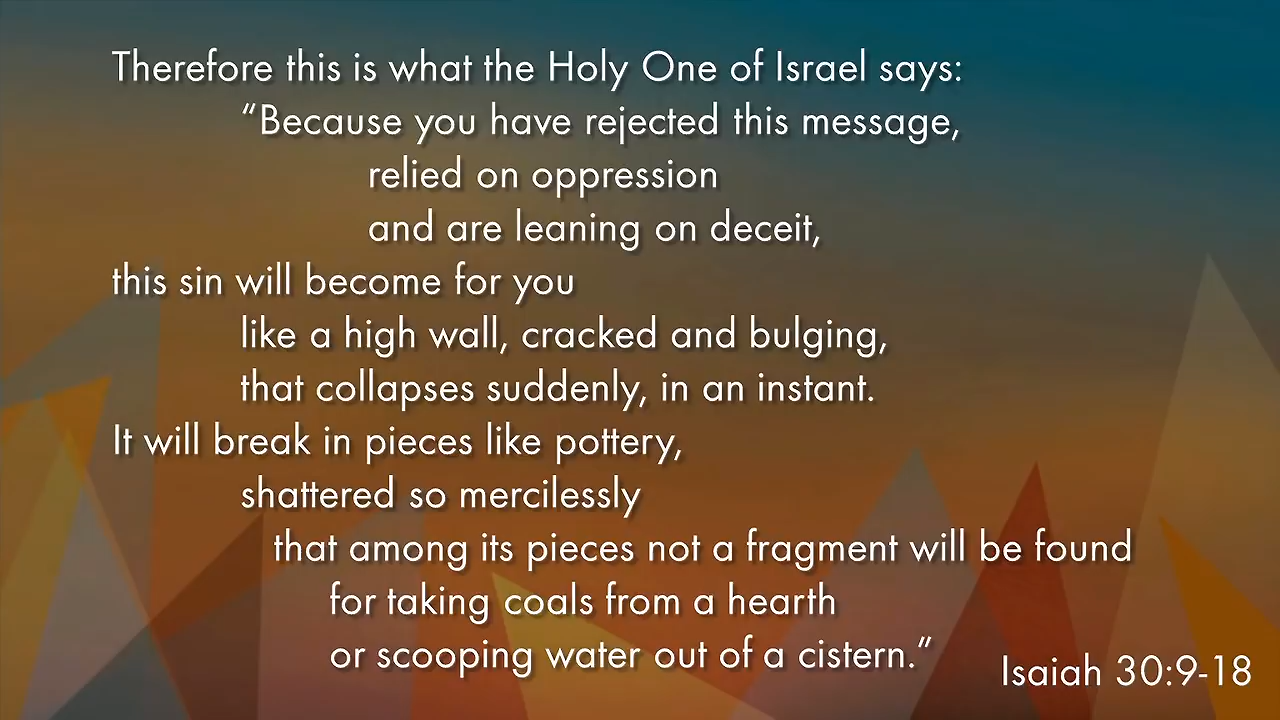 Therefore this is what the Holy One of Israel says:
“Because you have rejected this message,
relied on oppression
and are leaning on deceit,
this sin will become for you
like a high wall, cracked and bulging,
that collapses suddenly, in an instant.
It will break in pieces like pottery,
shattered so mercilessly
that among its pieces not a fragment will be found
for taking coals from a hearth
or scooping water out of a cistern.”
Isaiah 30:9-18